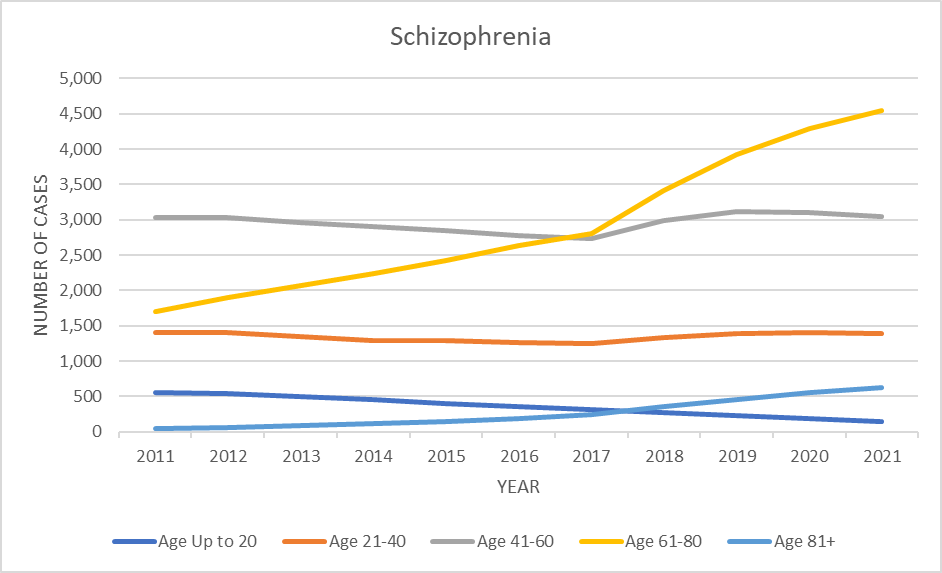 Schizophrenia
5,000
4,500
4,000
3,500
3,000
2,500
2,000
1,500
1,000
500
0
NUMBER OF CASES
2011 2012 2013 2014 2015 2016 2017 2018 2019 2020 2021
YEAR
Age Up to 20 Age 21-40 Age 41-60 Age 61-80 Age 81+